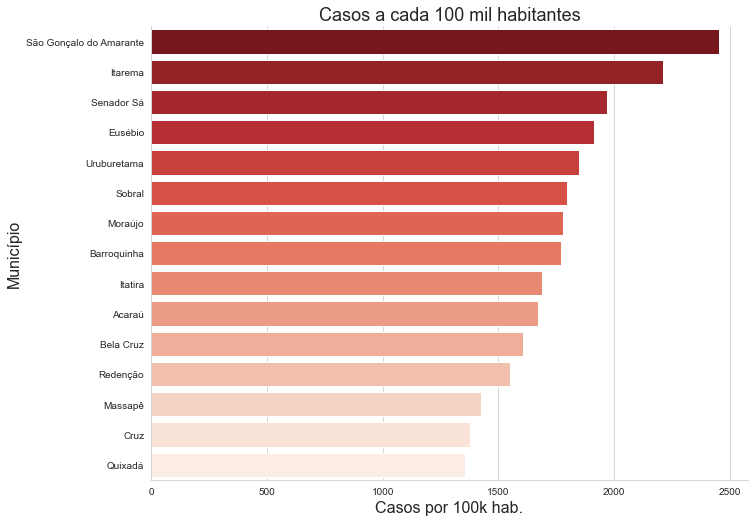 Casos a cada 100 mil habitantes
Município
São Gonçalo do Amarante
Itarema
Senador Sá
Eusébio
Uruburetama
Sobral
Moraújo
Barroquinha
Itatira
Acaraú
Bela Cruz
Redenção
Massapê
Cruz
Quixadá
0 500 1000 1500 2000 2500
Casos por 100k hab.